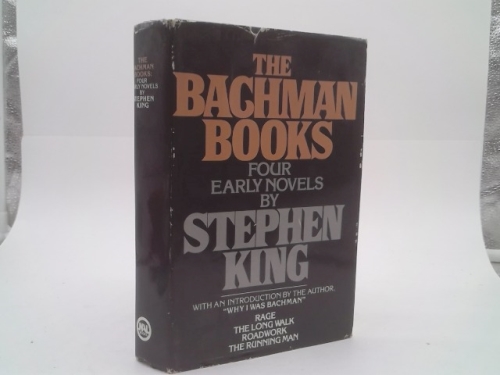 THE
BACHMAN
BOOKS:
FOUR
EARLY NOVELS
BY
STEPHEN
KING
NAL
THE
BACHMAN
BOOKS
FOUR
EARLY NOVELS
BY
STEPHEN
KING
WITH AN INTRODUCTION BY THE AUTHOR,
"WHY I WAS BACHMAN"
RAGE
THE LONG WALK
ROADWORK
THE RUNNING MAN